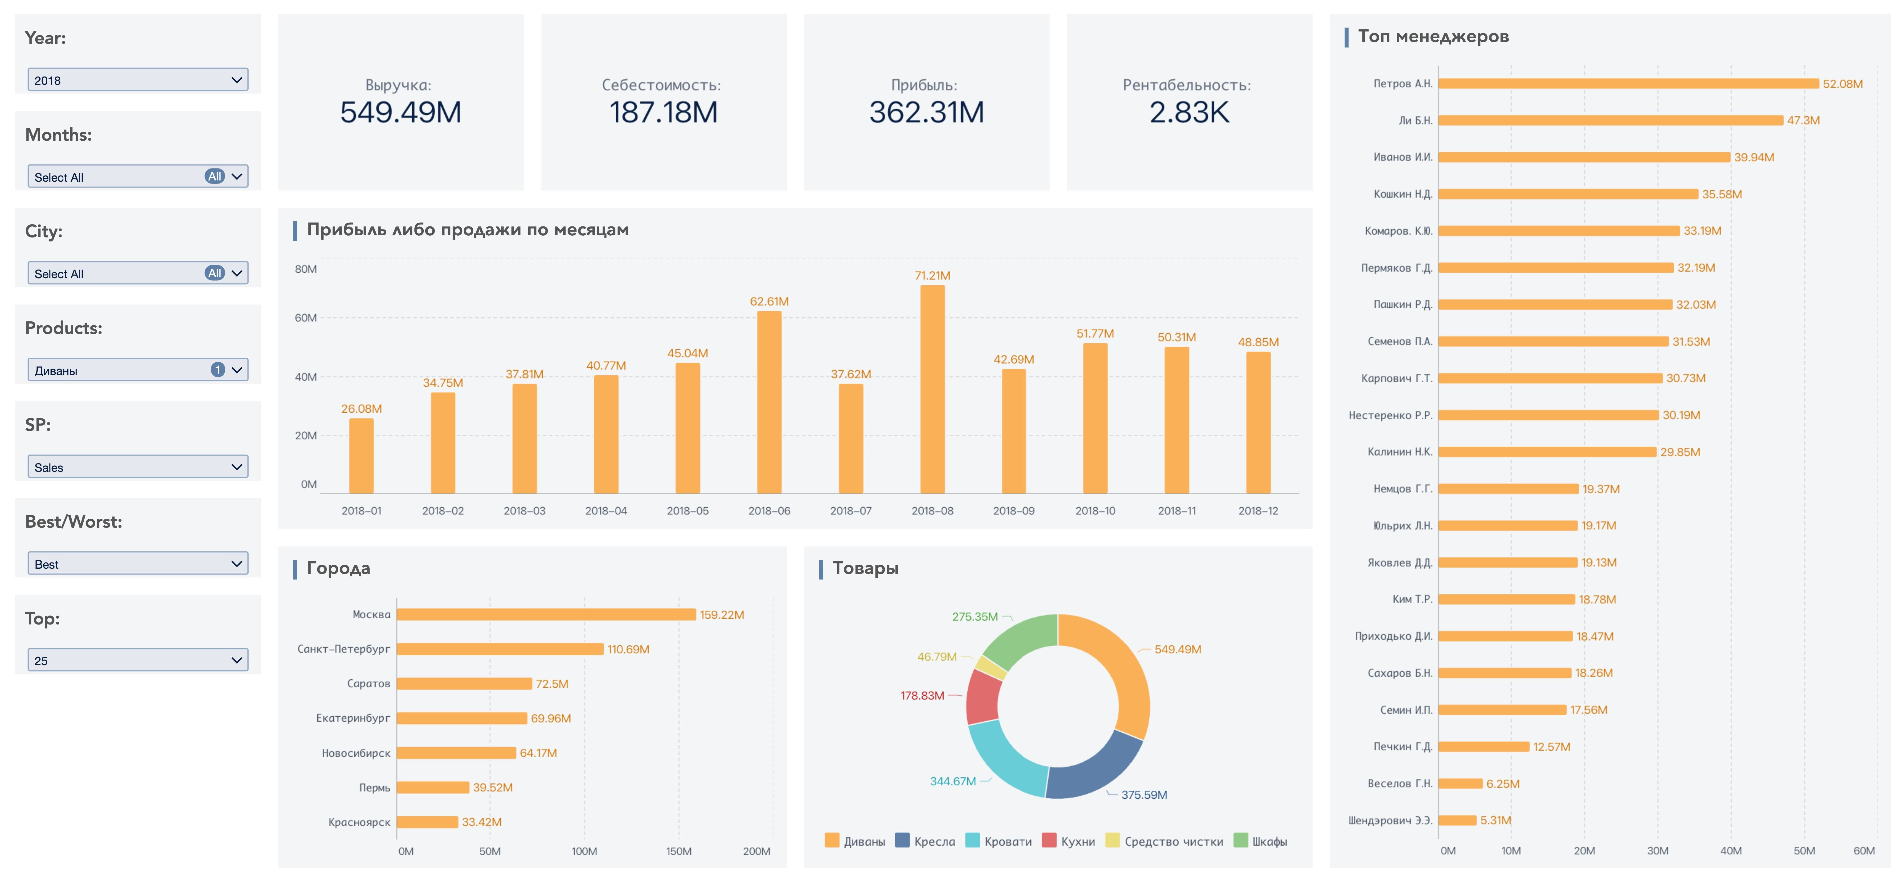 Year:
2018
Months:
Select All
All
City:
Select All
All
Products:
Диваны
1
SP:
Sales
Best/Worst:
Best
Top:
25
Выручка:
549.49M
Себестоимость:
187.18M
Прибыль:
362.31M
Рентабельность:
2.83K
Прибыль либо продажи по месяцам
80M
60M
40M
20M
0M
26.08M
34.75M
37.81M
40.77M
45.04M
62.61M
37.62M
71.21M
42.69M
51.77M
50.31M
48.85M
2018-01
2018-02
2018-03
2018-04
2018-05
2018-06
2018-07
2018-08
2018-09
2018-10
2018-11
2018-12
Города
Москва 159.22M
Санкт-Петербург 110.69M
Саратов 72.5M
Екатеринбург 69.96M
Новосибирск 64.17M
Пермь 39.52M
Красноярск 33.42M
0M 50M 100M 150M 200M
Товары
275.35M
549.49M
46.79M
178.83M
344.67M
375.59M
Диваны
Кресла
Кровати
Кухни
Средство чистки
Шкафы
Топ менеджеров
Петров А.Н. 52.08M
Ли Б.Н. 47.3M
Иванов И.И. 39.94M
Кошкин Н.Д. 35.58M
Комаров. К.Ю. 33.19M
Пермяков Г.Д. 32.19M
Пашкин Р.Д. 32.03M
Семенов П.А. 31.53M
Карпович Г.Т. 30.73M
Нестеренко Р.Р. 30.19M
Калинин Н.К. 29.85M
Немцов Г.Г. 19.37M
Юльрих Л.Н. 19.17M
Яковлев Д.Д. 19.13M
Ким Т.Р. 18.78M
Приходько Д.И. 18.47M
Сахаров Б.Н. 18.26M
Семин И.П. 17.56M
Печкин Г.Д. 12.57M
Веселов Г.Н. 6.25M
Шендэрович Э.Э. 5.31M
0M 10M 20M 30M 40M 50M 60M